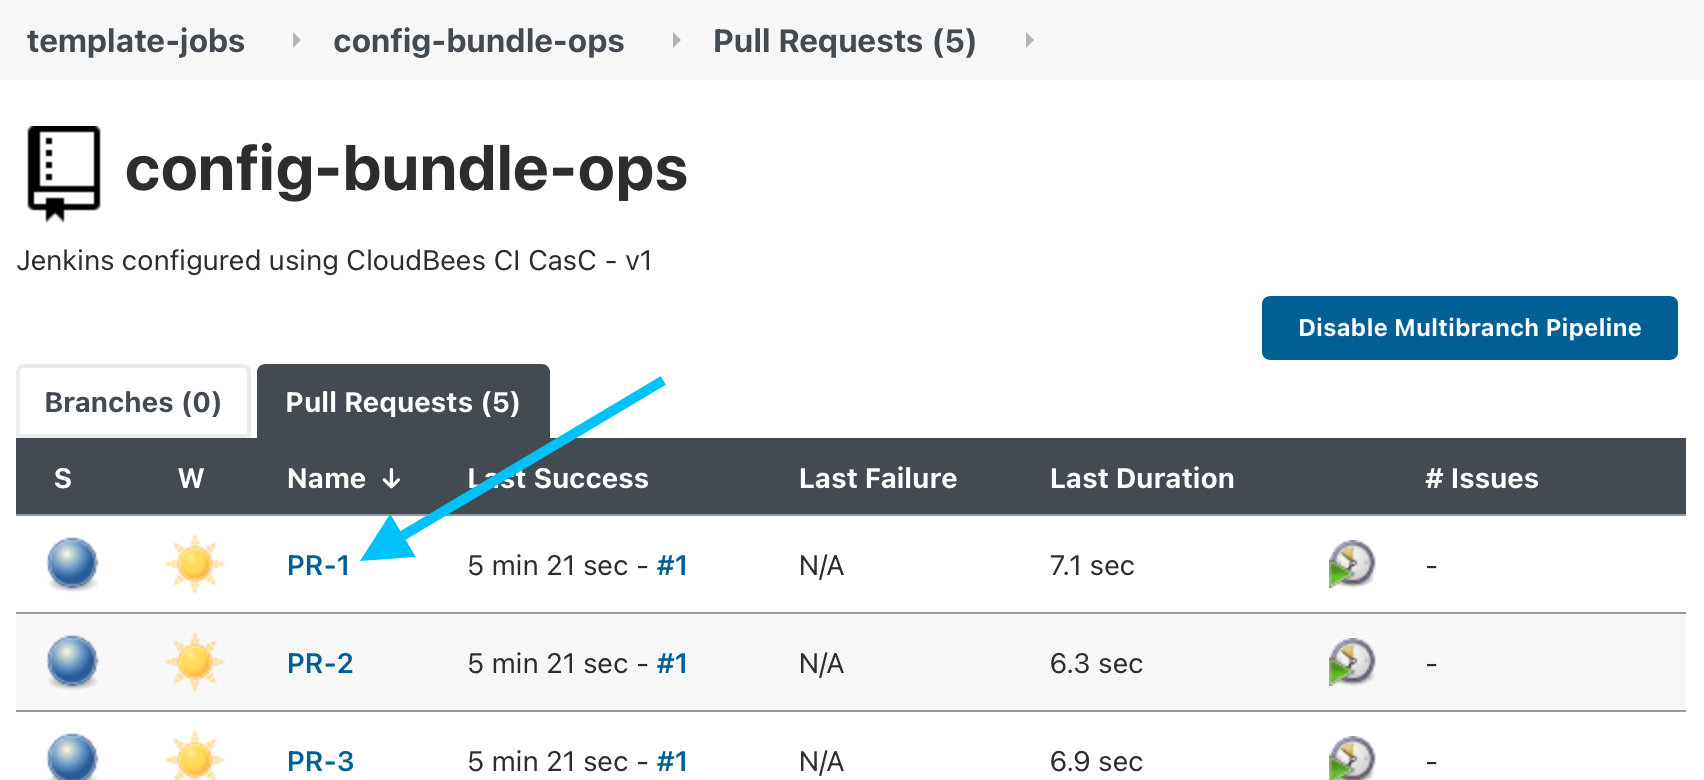 template-jobs config-bundle-ops Pull Requests (5)
config-bundle-ops
Jenkins configured using CloudBees CI CasC - v1
Disable Multibranch Pipeline
Branches (0) Pull Requests (5)
S W Name ↓ Last Success Last Failure Last Duration # Issues
PR-1 5 min 21 sec - #1 N/A 7.1 sec -
PR-2 5 min 21 sec - #1 N/A 6.3 sec -
PR-3 5 min 21 sec - #1 N/A 6.9 sec -